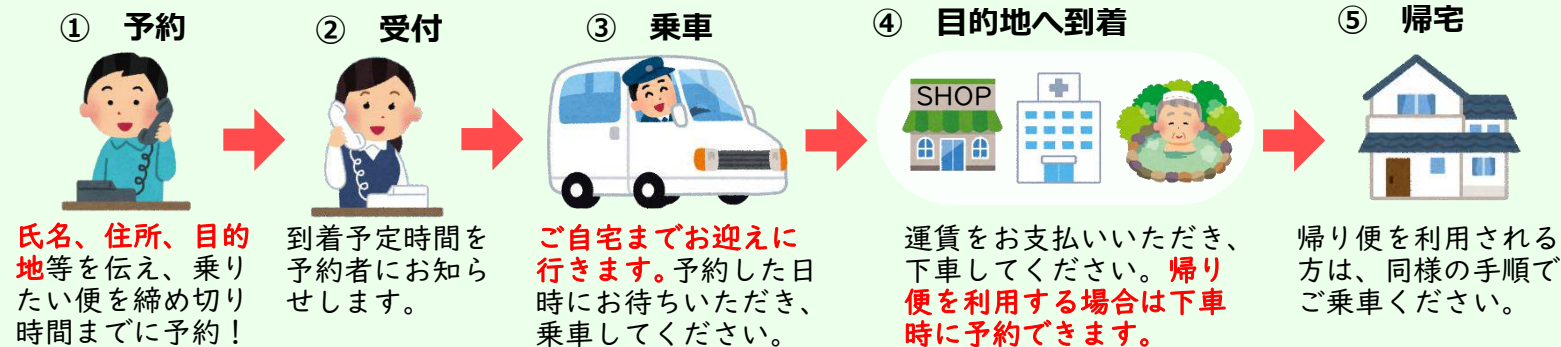 ① 予約
氏名、住所、目的
地等を伝え、乗り
たい便を締め切り
時間までに予約！
② 受付
到着予定時間を
予約者にお知ら
せします。
③ 乗車
ご自宅までお迎えに
行きます。予約した日
時にお待ちいただき、
乗車してください。
④ 目的地へ到着
SHOP
運賃をお支払いいただき、
下車してください。帰り
便を利用する場合は下車
時に予約できます。
⑤ 帰宅
帰り便を利用される
方は、同様の手順で
ご乗車ください。